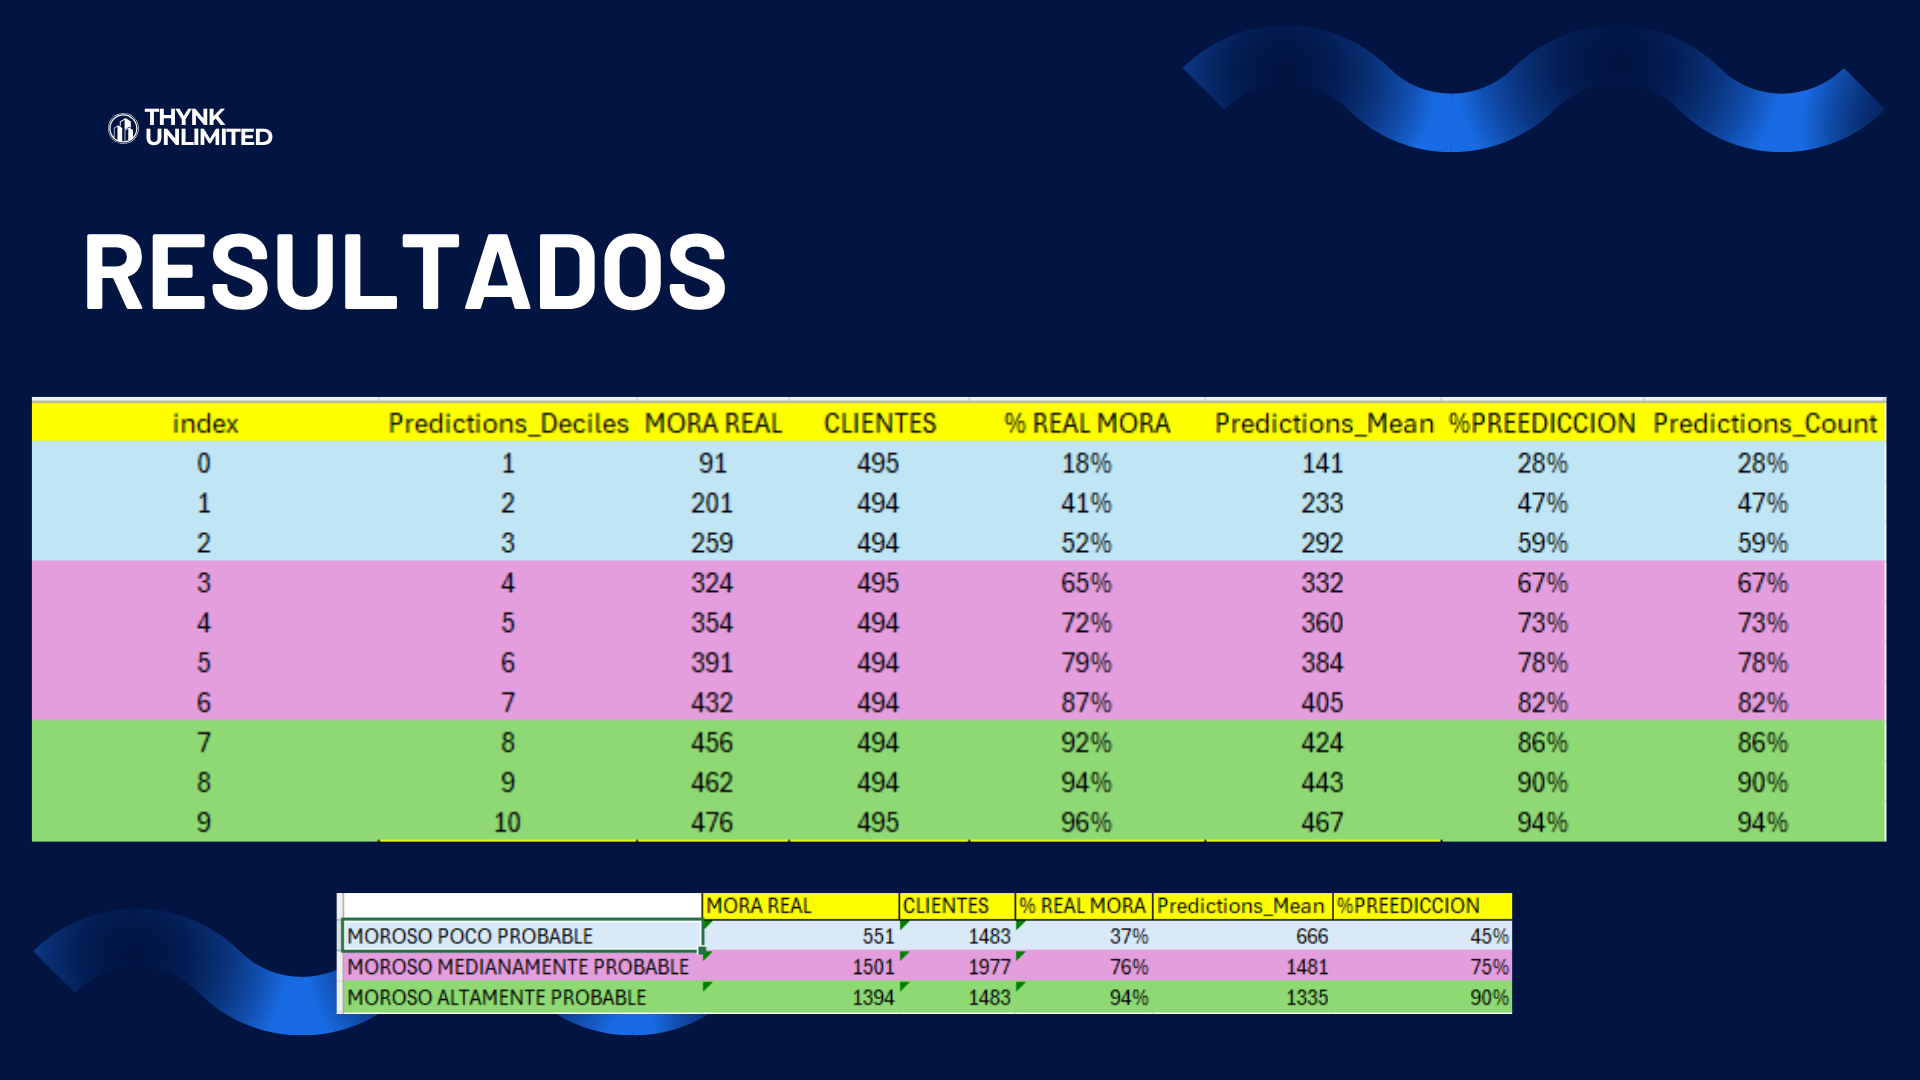 THYNK
UNLIMITED
RESULTADOS
index Predictions_Deciles MORA REAL CLIENTES % REAL MORA Predictions_Mean %PREEDICCION Predictions_Count
0 1 91 495 18% 141 28% 28%
1 2 201 494 41% 233 47% 47%
2 3 259 494 52% 292 59% 59%
3 4 324 495 65% 332 67% 67%
4 5 354 494 72% 360 73% 73%
5 6 391 494 79% 384 78% 78%
6 7 432 494 87% 405 82% 82%
7 8 456 494 92% 424 86% 86%
8 9 462 494 94% 443 90% 90%
9 10 476 495 96% 467 94% 94%
MORA REAL CLIENTES % REAL MORA Predictions_Mean %PREEDICCION
MOROSO POCO PROBABLE 551 1483 37% 666 45%
MOROSO MEDIANAMENTE PROBABLE 1501 1977 76% 1481 75%
MOROSO ALTAMENTE PROBABLE 1394 1483 94% 1335 90%